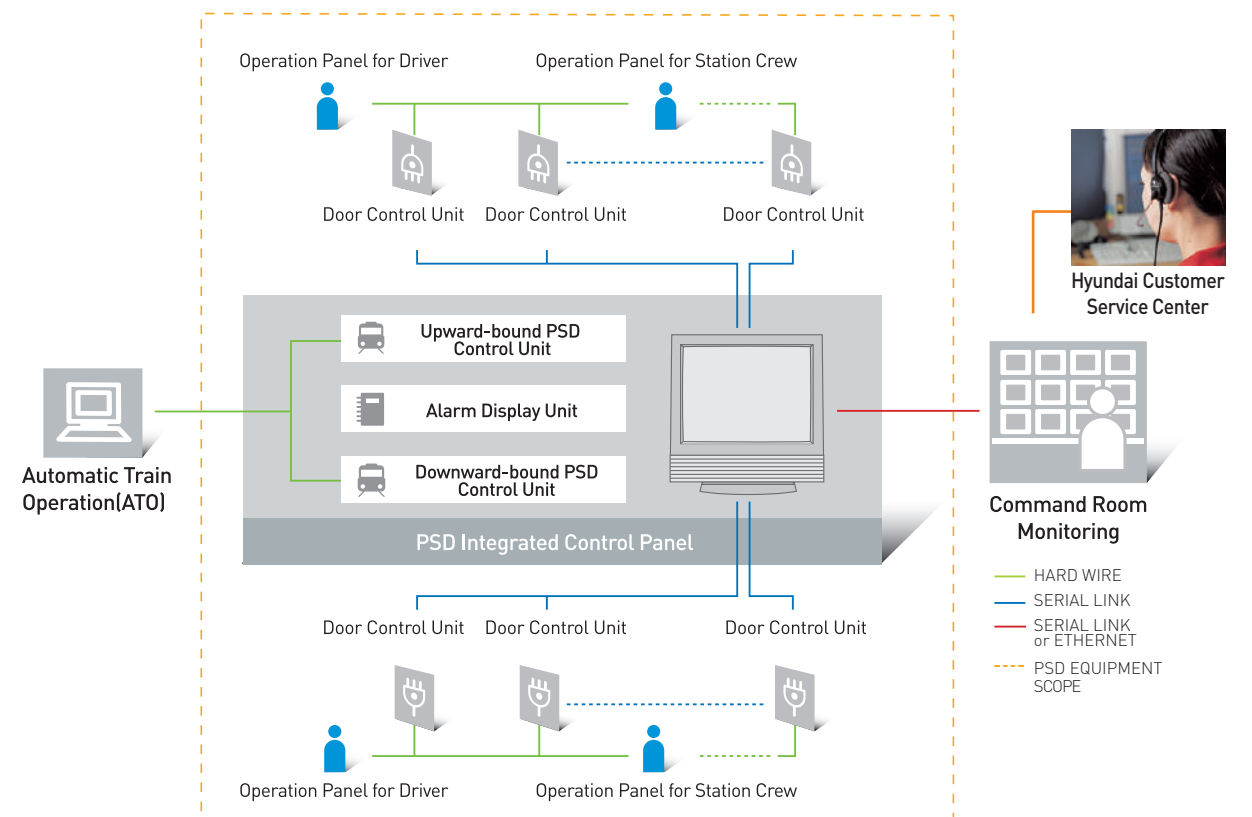 Operation Panel for Driver
Operation Panel for Station Crew
Door Control Unit
Door Control Unit
Door Control Unit
Hyundai Customer
Service Center
Upward-bound PSD
Control Unit
Alarm Display Unit
Downward-bound PSD
Control Unit
Automatic Train
Operation(ATO)
PSD Integrated Control Panel
Command Room
Monitoring
HARD WIRE
SERIAL LINK
SERIAL LINK
or ETHERNET
PSD EQUIPMENT
SCOPE
Door Control Unit
Door Control Unit
Door Control Unit
Operation Panel for Driver
Operation Panel for Station Crew